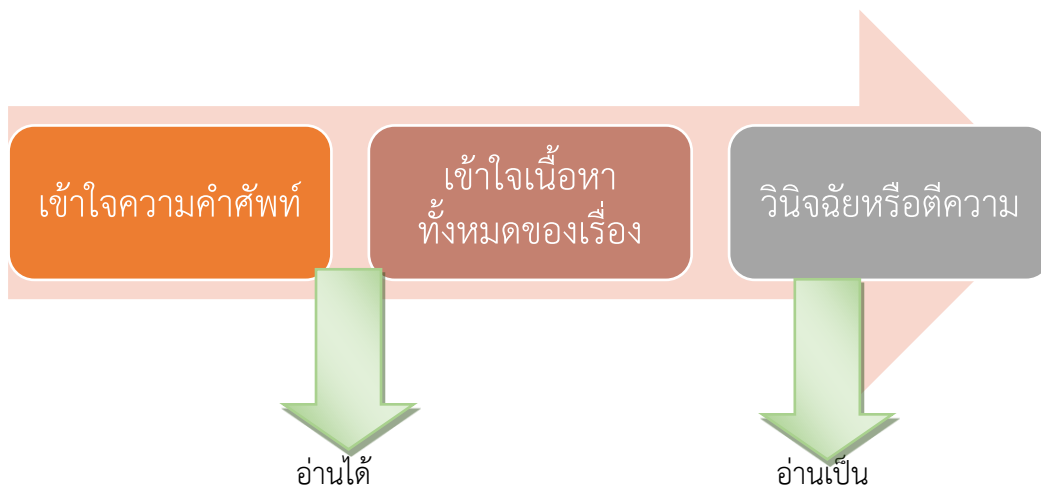 เข้าใจความคำศัพท์
เข้าใจเนื้อหา
ทั้งหมดของเรื่อง
วินิจฉัยหรือตีความ
อ่านได้
อ่านเป็น